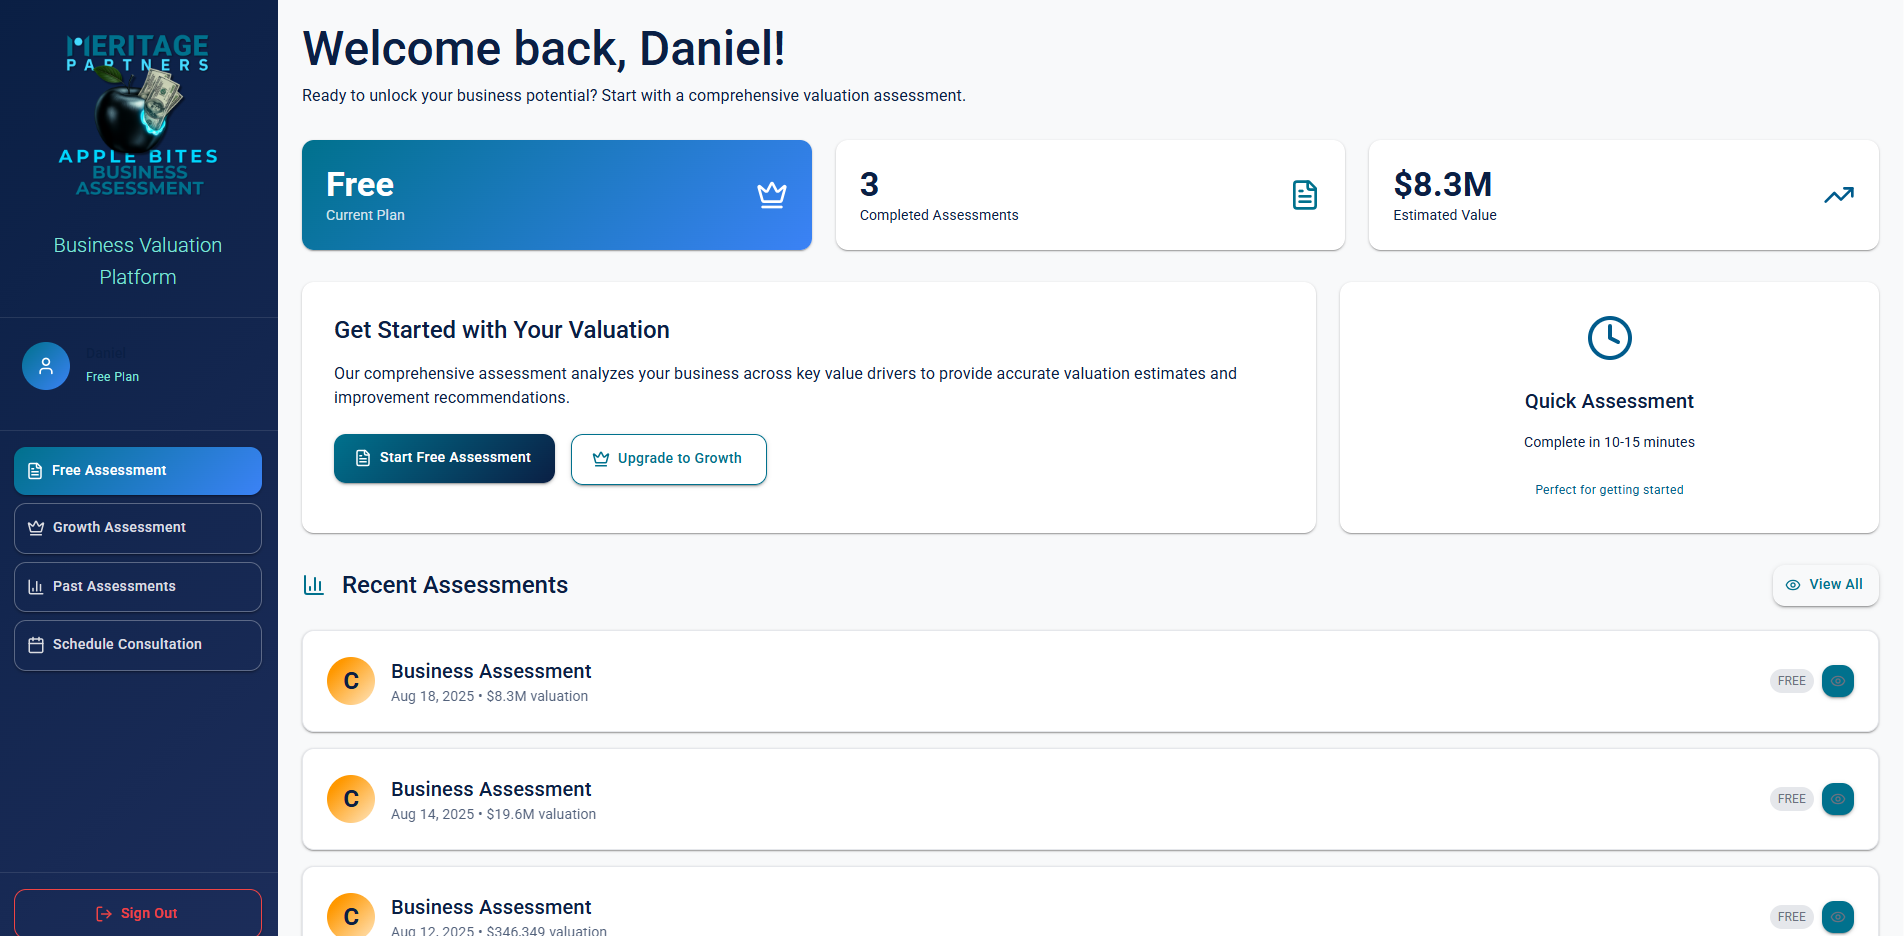 MERITAGE
PARTNERS
APPLE BITES
BUSINESS
ASSESSMENT
Business Valuation
Platform
Daniel
Free Plan
Free Assessment
Growth Assessment
Past Assessments
Schedule Consultation
Sign Out
Welcome back, Daniel!
Ready to unlock your business potential? Start with a comprehensive valuation assessment.
Free
Current Plan
3
Completed Assessments
$8.3M
Estimated Value
Get Started with Your Valuation
Our comprehensive assessment analyzes your business across key value drivers to provide accurate valuation estimates and
improvement recommendations.
Start Free Assessment
Upgrade to Growth
Quick Assessment
Complete in 10-15 minutes
Perfect for getting started
Recent Assessments
View All
C
Business Assessment
Aug 18, 2025 • $8.3M valuation
FREE
C
Business Assessment
Aug 14, 2025 • $19.6M valuation
FREE
C
Business Assessment
Aug 12, 2025 • $346,349 valuation
FREE